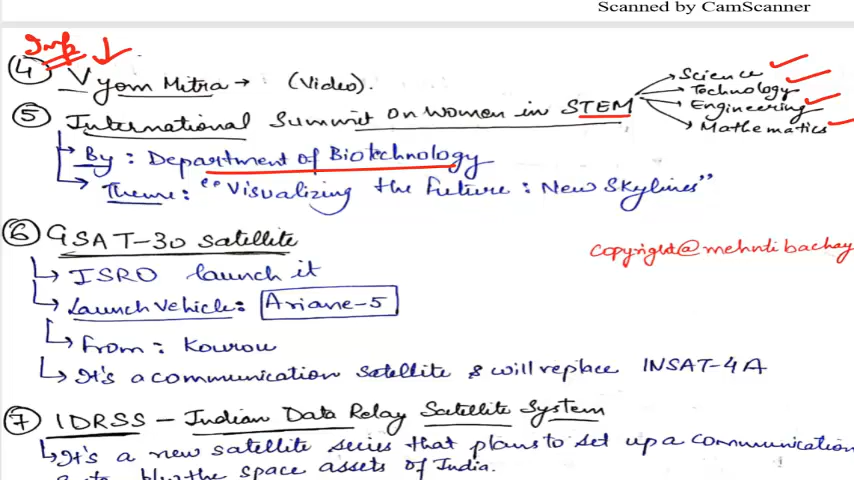 Scanned by CamScanner
Imp
④ Vyom Mitra → (Video).
⑤ International Summit on Women in STEM
Science
Technology
Engineering
Mathematics
By : Department of Biotechnology
Theme : "Visualizing the Future : New Skylines"
⑥ GSAT-30 Satellite
copyright@mehnti bachay
ISRO launch it
Launch Vehicle : Ariane-5
From : Kourou
It's a communication satellite & will replace INSAT-4A
⑦ IDRSS - Indian Data Relay Satellite System
It's a new satellite series that plans to set up a communication
the space assets of India.